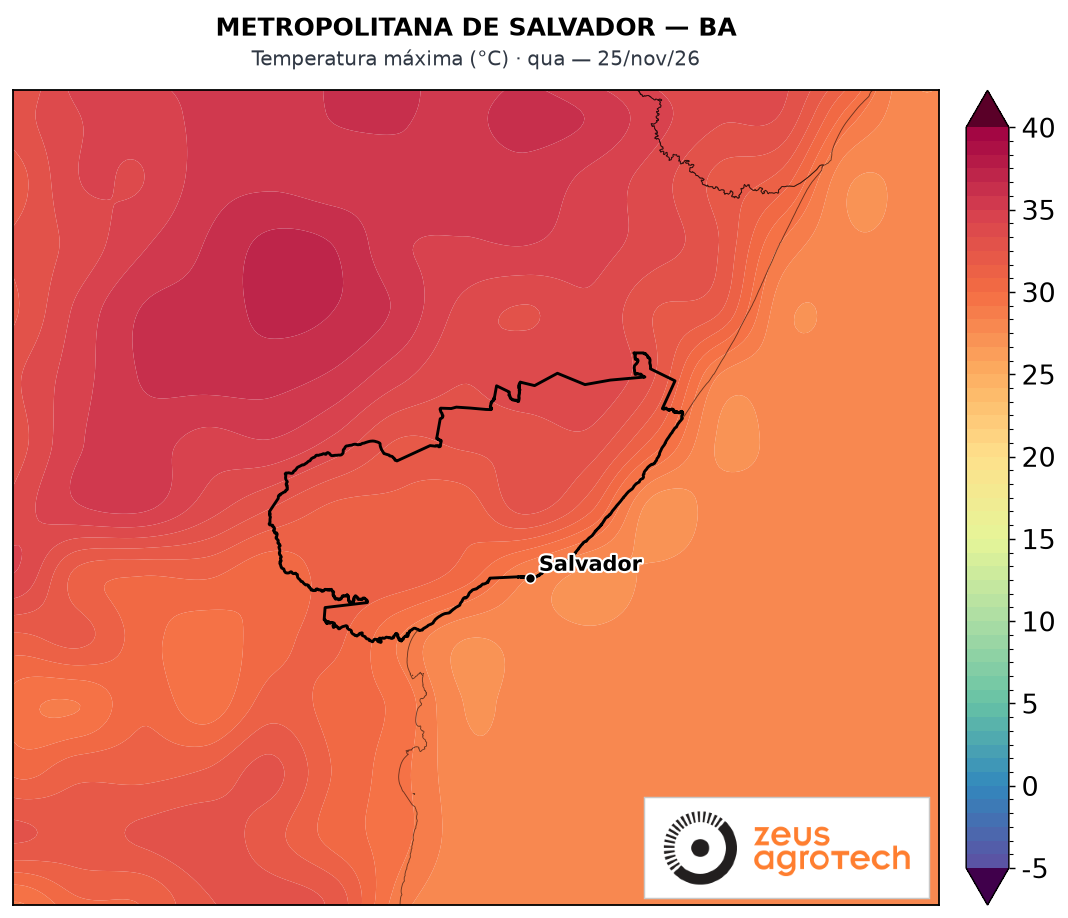 METROPOLITANA DE SALVADOR — BA
Temperatura máxima (°C) · qua — 25/nov/26
40
35
30
25
20
15
10
5
0
-5
Salvador
zeus
agrotech